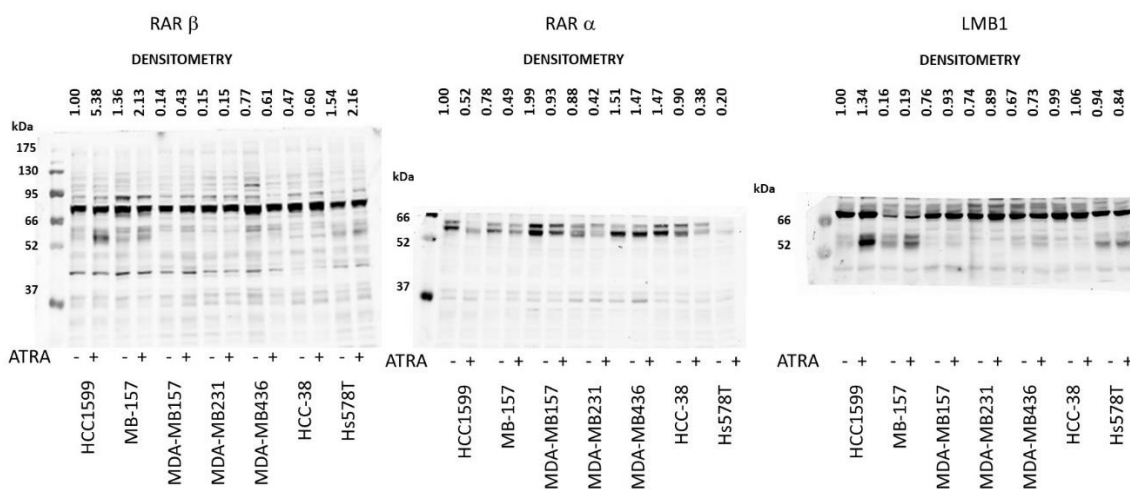 RAR β
DENSITOMETRY
1.00 5.38 1.36 2.13 0.14 0.43 0.15 0.15 0.77 0.61 0.47 0.60 1.54 2.16
kDa
175
130
95
66
52
37
ATRA - + - + - + - + - + - + - +
HCC1599 MB-157 MDA-MB157 MDA-MB231 MDA-MB436 HCC-38 Hs578T
RAR α
DENSITOMETRY
1.00 0.52 0.78 0.49 1.99 0.93 0.88 0.42 1.51 1.47 1.47 0.90 0.38 0.20
kDa
66
52
37
ATRA - + - + - + - + - + - + - +
HCC1599 MB-157 MDA-MB157 MDA-MB231 MDA-MB436 HCC-38 Hs578T
LMB1
DENSITOMETRY
1.00 1.34 0.16 0.19 0.76 0.93 0.74 0.89 0.67 0.73 0.99 1.06 0.94 0.84
kDa
66
52
ATRA - + - + - + - + - + - + - +
HCC1599 MB-157 MDA-MB157 MDA-MB231 MDA-MB436 HCC-38 Hs578T